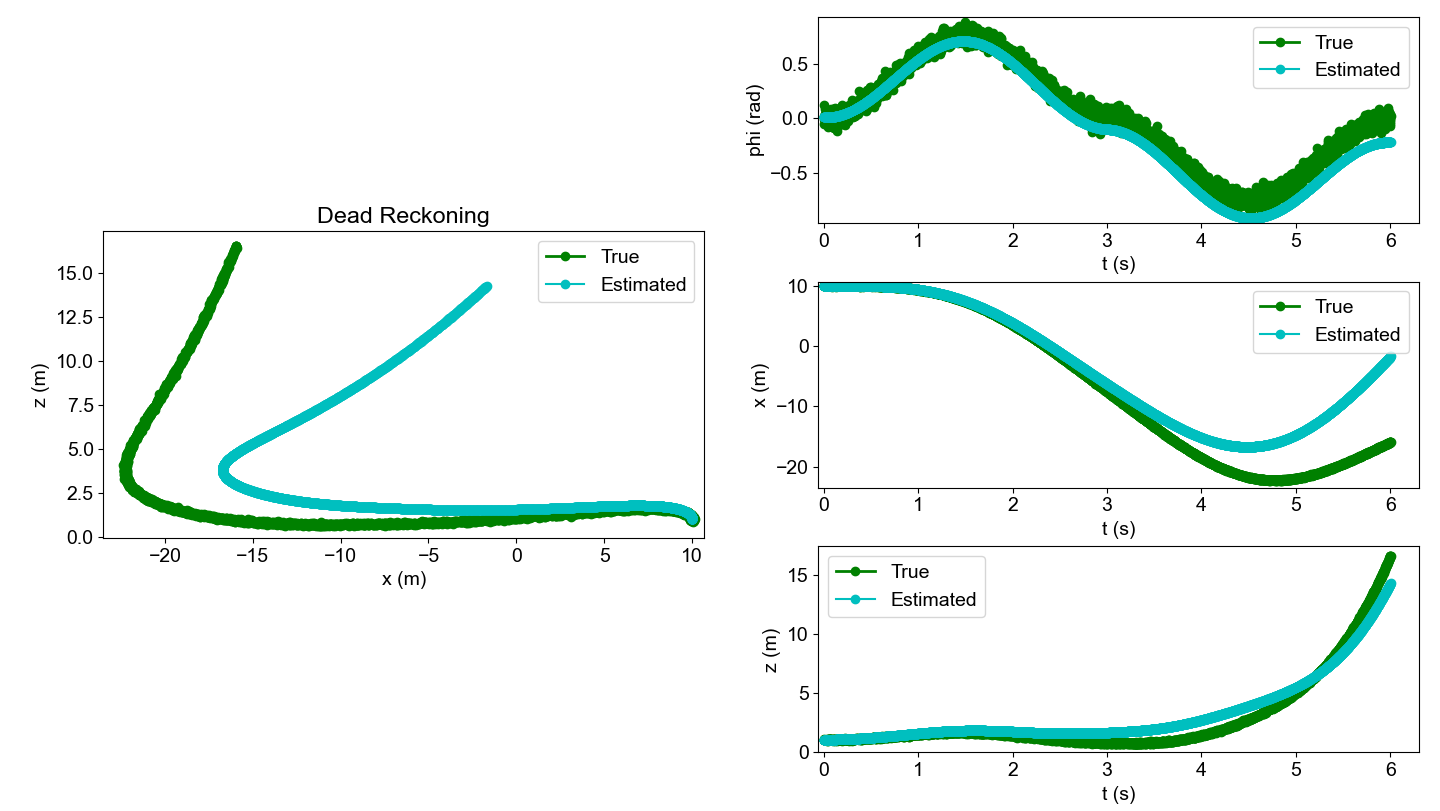 Dead Reckoning
True
Estimated
15.0
12.5
10.0
7.5
5.0
2.5
0.0
z (m)
−20
−15
−10
−5
0
5
10
x (m)
True
Estimated
0.5
0.0
−0.5
phi (rad)
0
1
2
3
4
5
6
t (s)
True
Estimated
10
0
−10
−20
x (m)
0
1
2
3
4
5
6
t (s)
True
Estimated
15
10
5
0
z (m)
0
1
2
3
4
5
6
t (s)